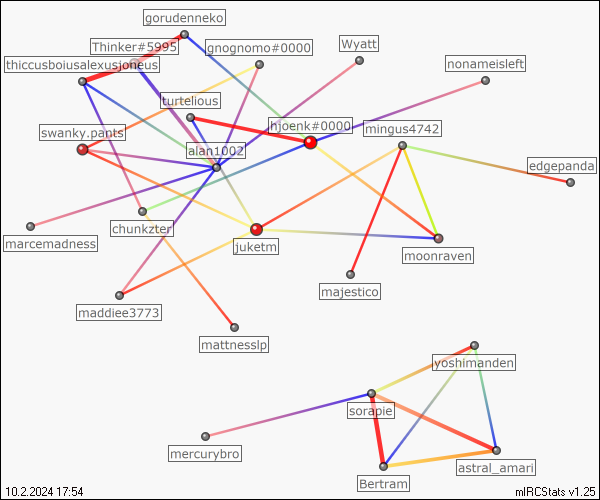 gorudenneko
Thinker#5995
gnognomo#0000
Wyatt
thiccusboiusalexusjoneus
nonameisleft
turtelious
hjoenk#0000
mingus4742
swanky.pants
alan1002
edgepanda
marcemadness
chunkzter
juketm
moonraven
majestico
maddiee3773
mattnesslp
yoshimanden
sorapie
mercurybro
astral_amari
Bertram
10.2.2024 17:54
mIRCStats v1.25